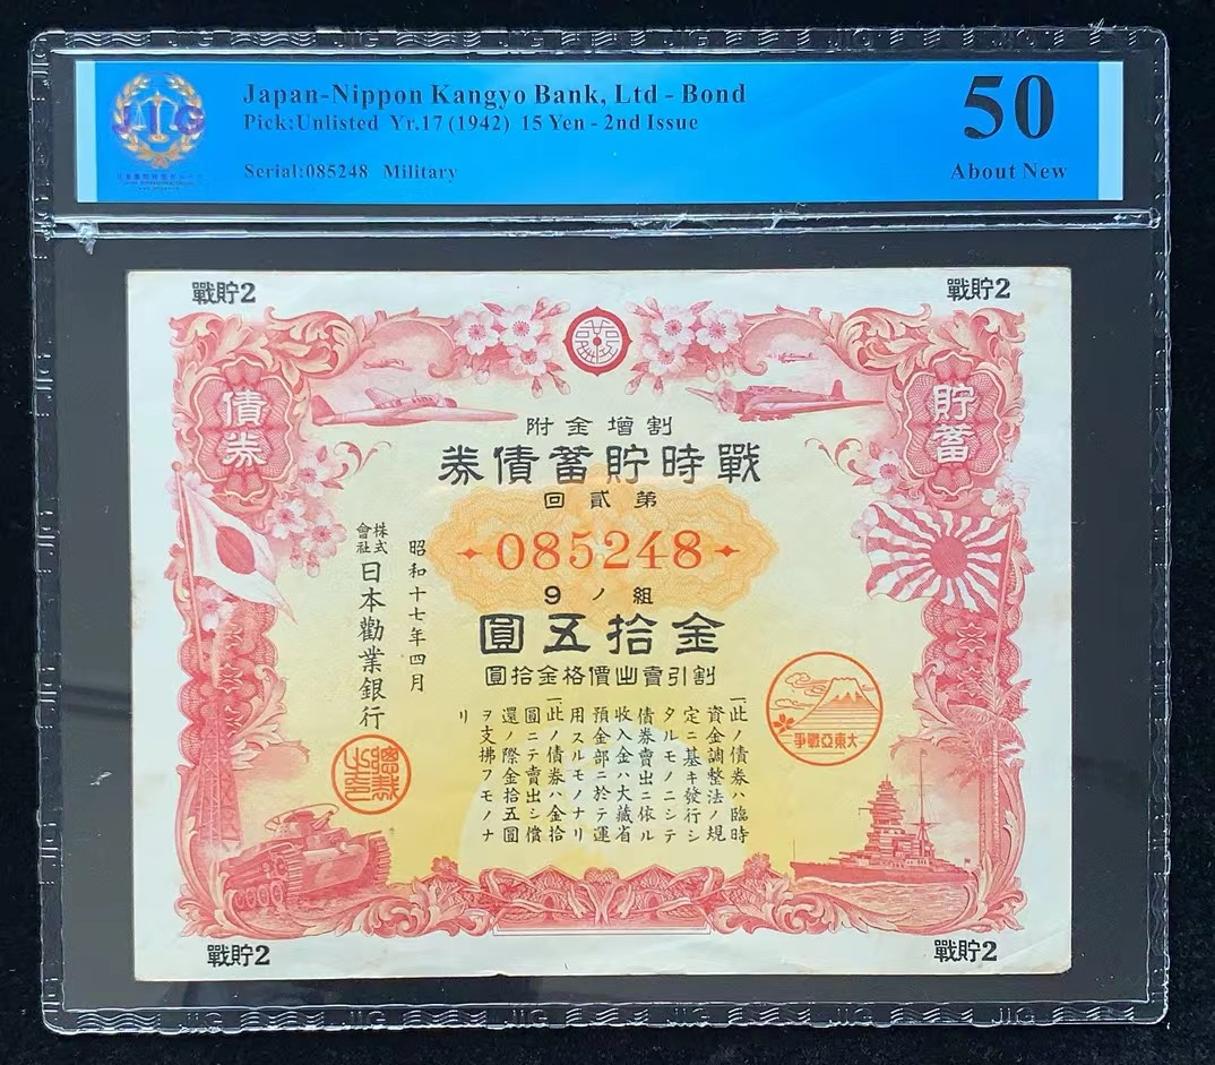 Japan-Nippon Kangyo Bank, Ltd - Bond
Pick:Unlisted Yr.17 (1942) 15 Yen - 2nd Issue
Serial:085248 Military
50
About New
JIG
戰貯2
戰貯2
債券
貯蓄
附金增割
券債蓄貯時戰
回貳第
085248
9ノ組
圓五拾金
圓拾金格價出賣引割
一此ノ債券ハ臨時
資金調整法ノ規
定ニ基キ發行シ
タルモノニシテ
債券賣出ニ依ル
收入金ハ大藏省
預金部ニ於テ運
用スルモノナリ
一此ノ債券ハ金拾
圓ニテ賣出シ償
還ノ際金拾五圓
ヲ支拂フモノナ
リ
昭和十七年四月
株式會社
日本勸業銀行
爭戰亞東大
戰貯2
戰貯2